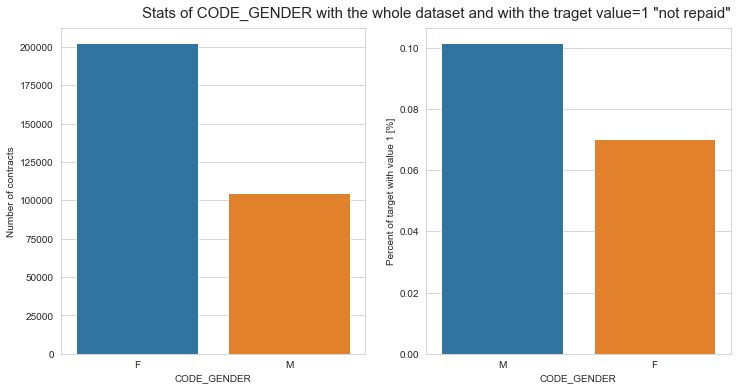 Stats of CODE_GENDER with the whole dataset and with the traget value=1 "not repaid"
Number of contracts
200000
175000
150000
125000
100000
75000
50000
25000
0
F
M
CODE_GENDER
Percent of target with value 1 [%]
0.10
0.08
0.06
0.04
0.02
0.00
M
F
CODE_GENDER